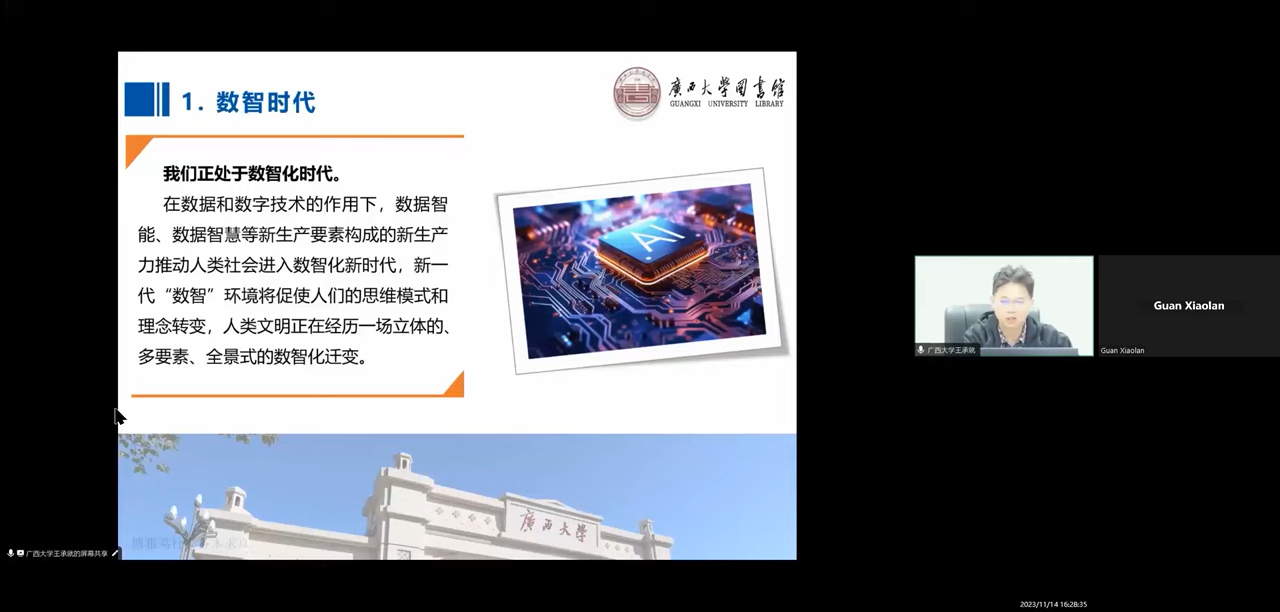 1. 数智时代
廣西大學圖書館
GUANGXI UNIVERSITY LIBRARY
我们正处于数智化时代。
在数据和数字技术的作用下，数据智
能、数据智慧等新生产要素构成的新生产
力推动人类社会进入数智化新时代，新一
代“数智”环境将促使人们的思维模式和
理念转变，人类文明正在经历一场立体的、
多要素、全景式的数智化迁变。
AI
廣西大學
Guan Xiaolan
广西大学王承就
Guan Xiaolan
广西大学王承就的屏幕共享
2023/11/14 16:28:35